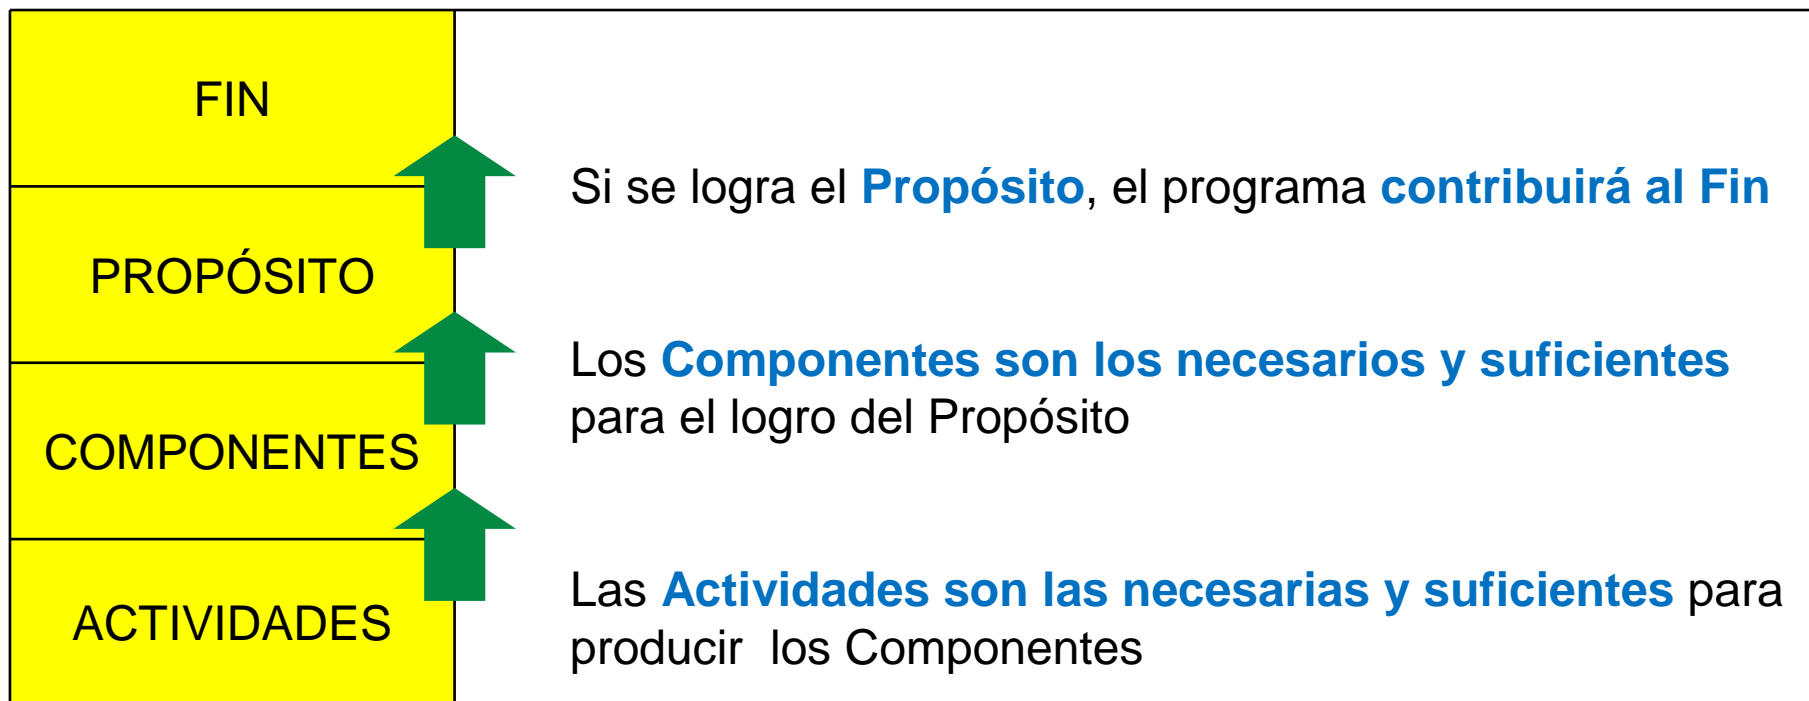 FIN
Si se logra el Propósito, el programa contribuirá al Fin
PROPÓSITO
Los Componentes son los necesarios y suficientes
para el logro del Propósito
COMPONENTES
Las Actividades son las necesarias y suficientes para
producir los Componentes
ACTIVIDADES